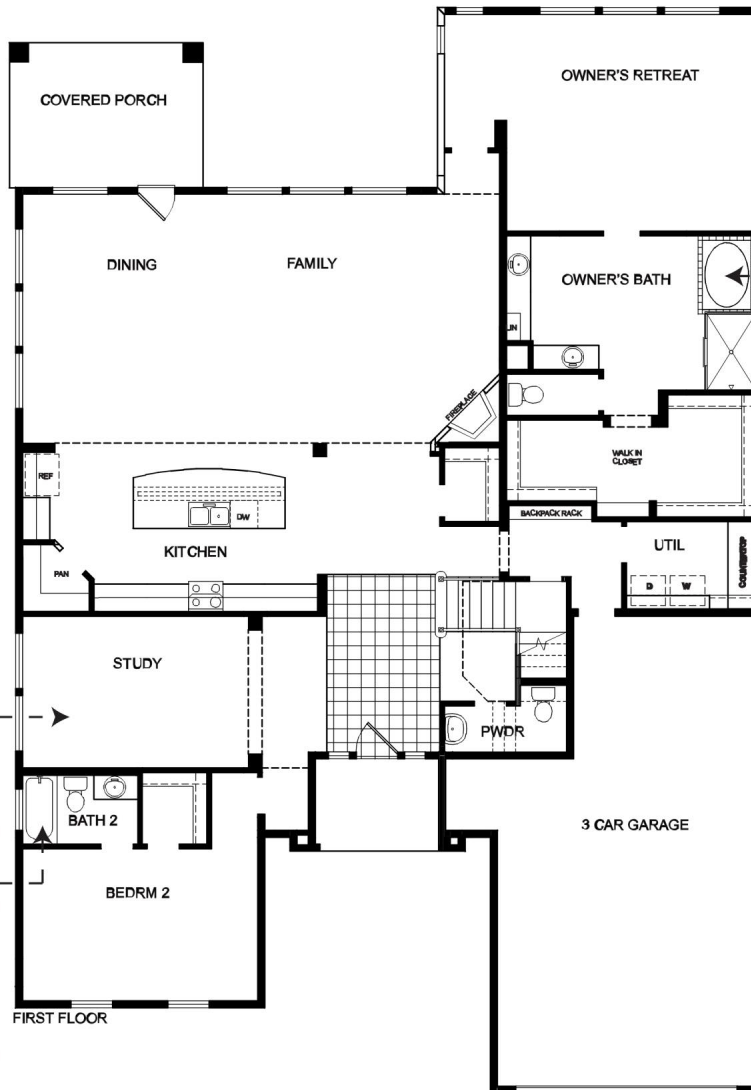 OWNER'S RETREAT
COVERED PORCH
DINING
FAMILY
OWNER'S BATH
LIN
FIREPLACE
WALK IN
CLOSET
REF
DW
BACKPACK RACK
KITCHEN
UTIL
COUNTERTOP
PAN
D
W
STUDY
PWDR
BATH 2
3 CAR GARAGE
BEDRM 2
FIRST FLOOR